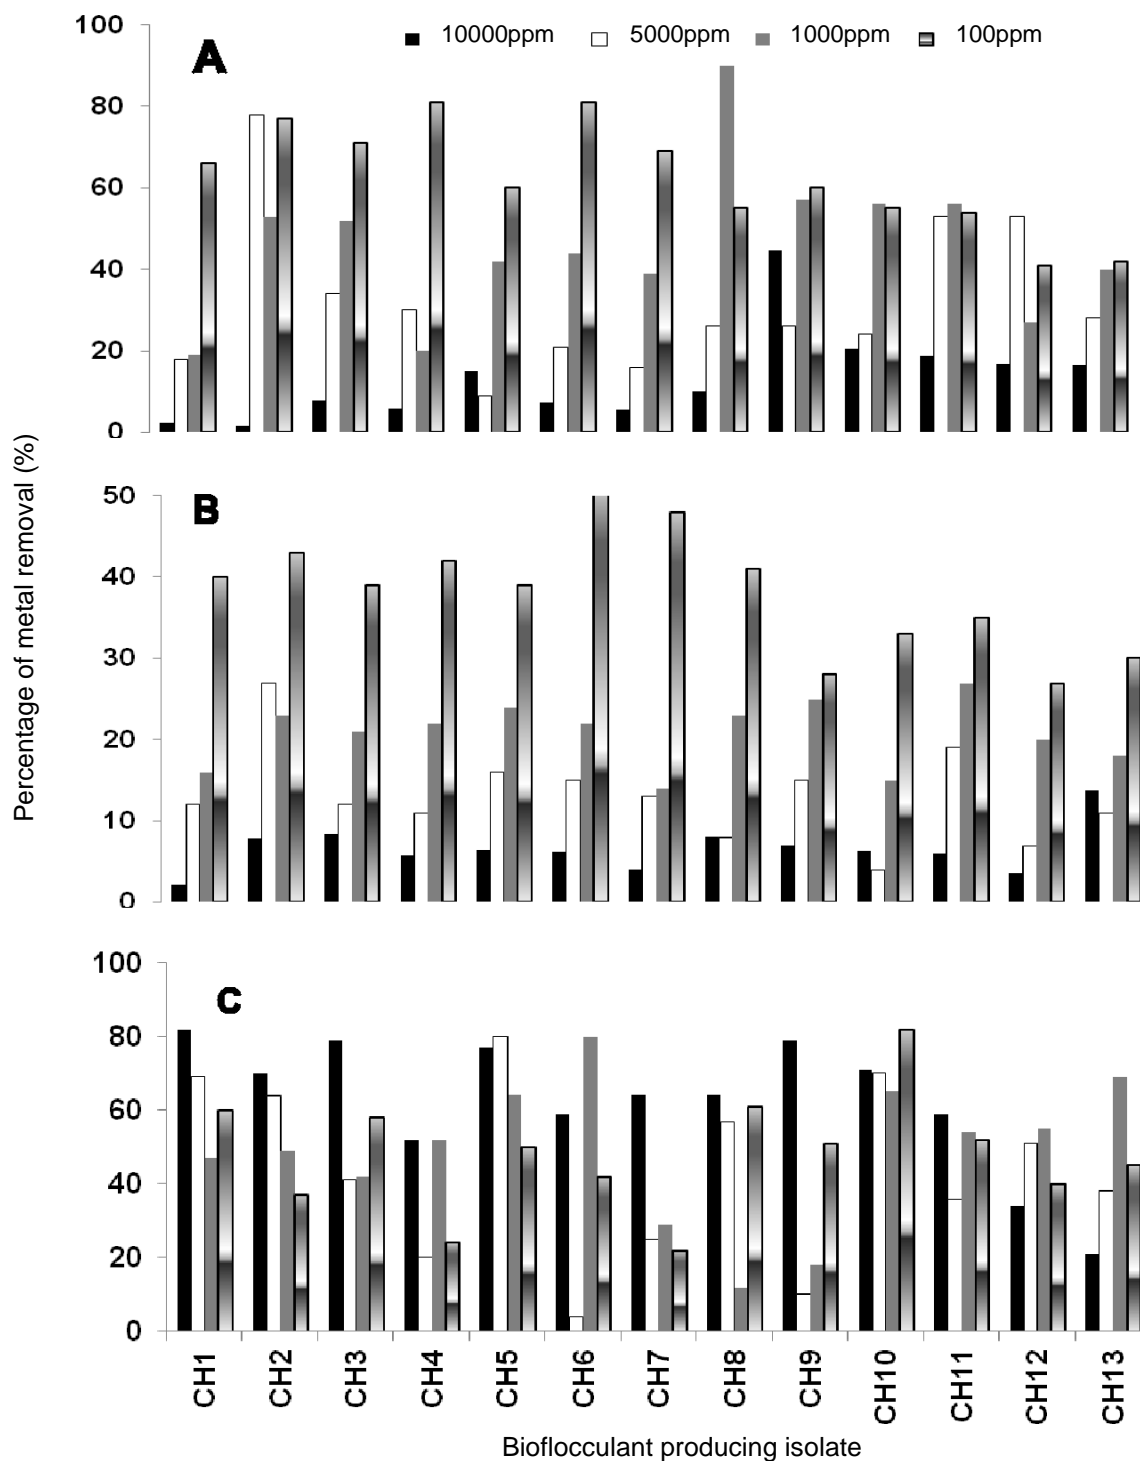 100
A
10000ppm 5000ppm 1000ppm 100ppm
80
60
40
20
0
Percentage of metal removal (%)
50
B
40
30
20
10
0
100
C
80
60
40
20
0
CH1 CH2 CH3 CH4 CH5 CH6 CH7 CH8 CH9 CH10 CH11 CH12 CH13
Bioflocculant producing isolate